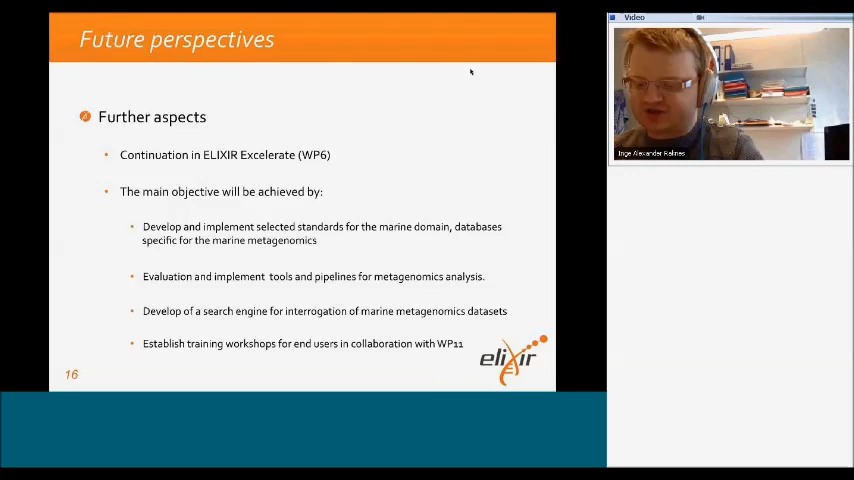 Future perspectives
Further aspects
Continuation in ELIXIR Excelerate (WP6)
The main objective will be achieved by:
Develop and implement selected standards for the marine domain, databases
specific for the marine metagenomics
Evaluation and implement tools and pipelines for metagenomics analysis.
Develop of a search engine for interrogation of marine metagenomics datasets
Establish training workshops for end users in collaboration with WP11
16
elixir
Video
Inge Alexander Raknes